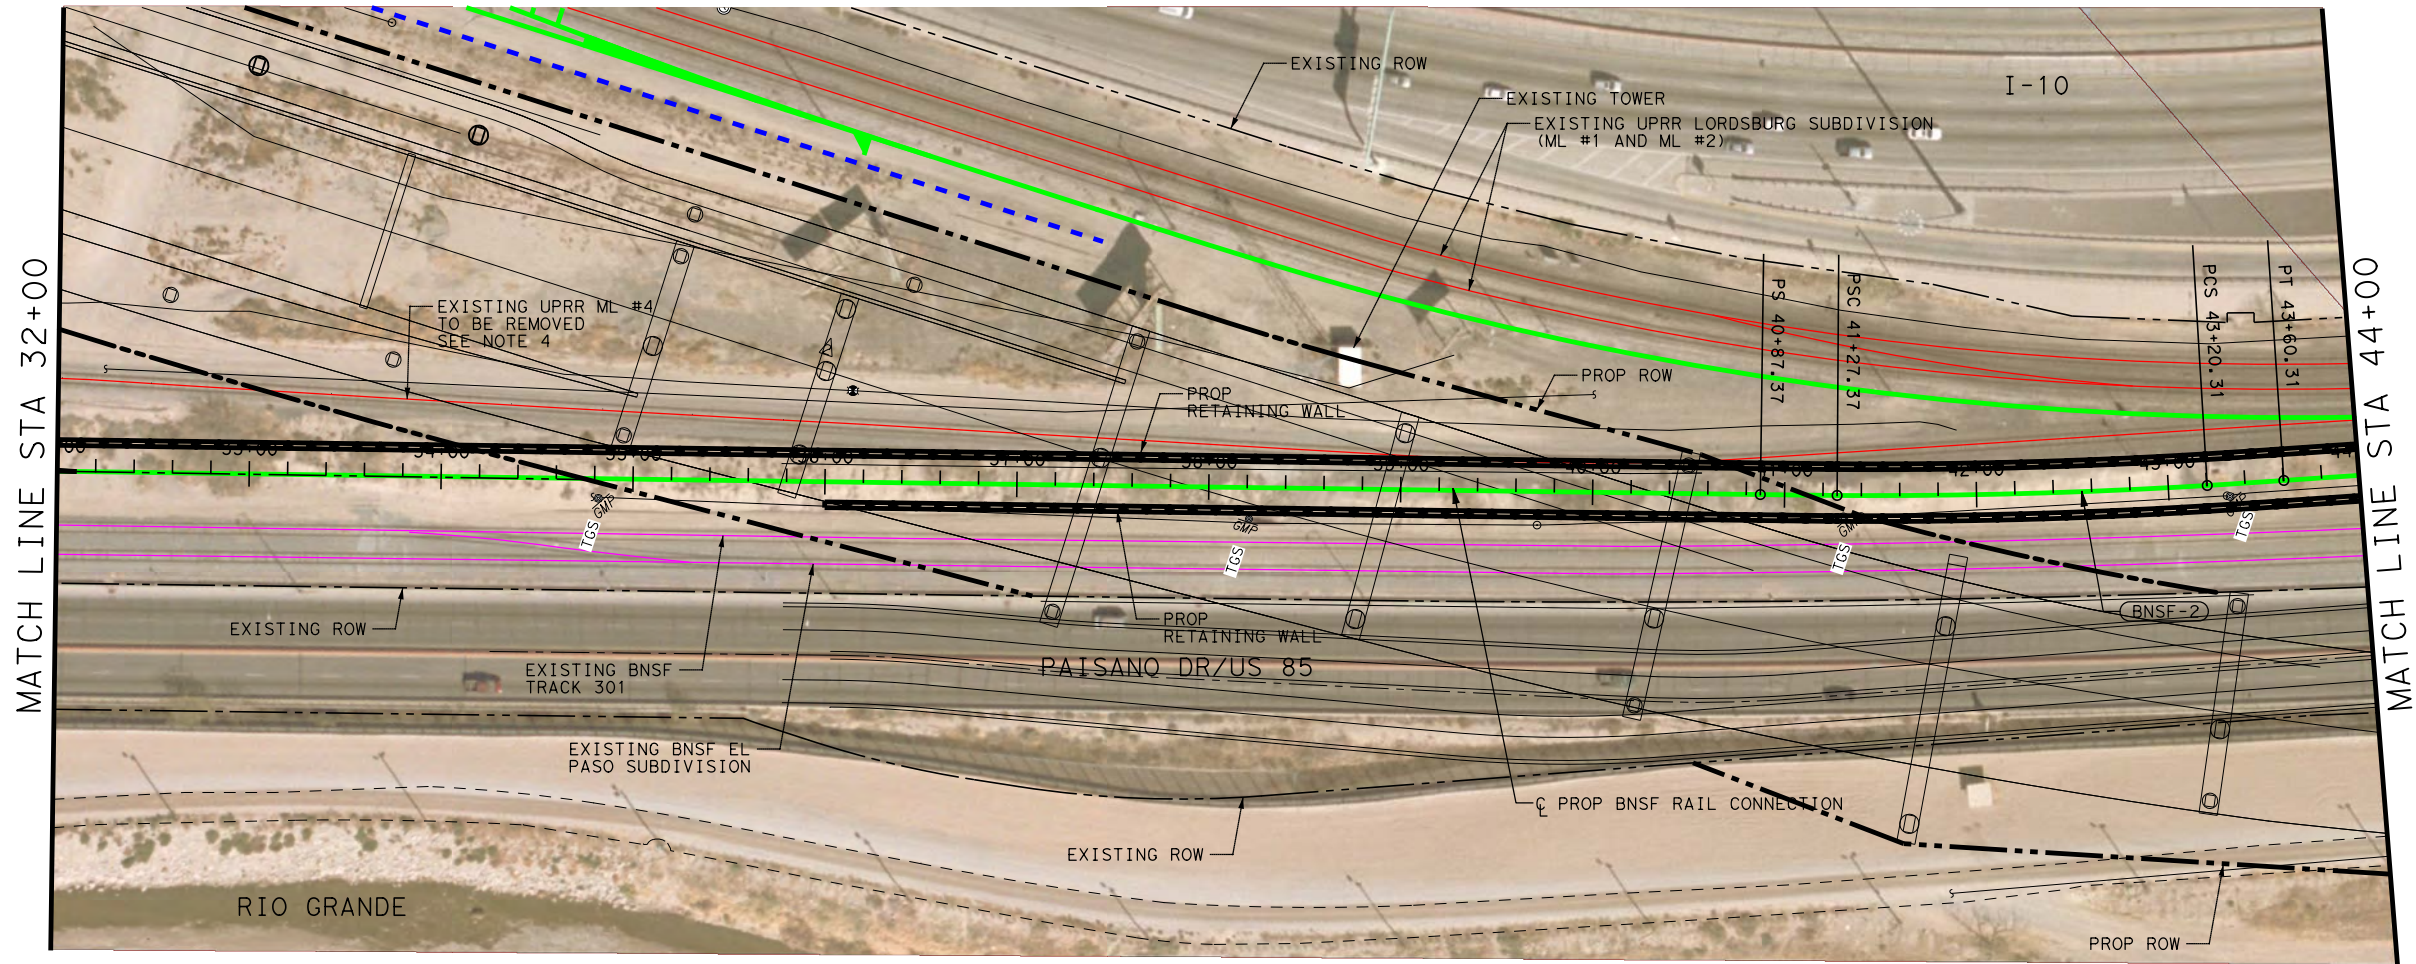 EXISTING ROW
I-10
EXISTING TOWER
EXISTING UPRR LORDSBURG SUBDIVISION
(ML #1 AND ML #2)
MATCH LINE STA 32+00
MATCH LINE STA 44+00
PS 40+87.37
PSC 41+27.37
PCS 43+20.31
PT 43+60.31
EXISTING UPRR ML #4
TO BE REMOVED
SEE NOTE 4
PROP ROW
PROP
RETAINING WALL
33+00
34+00
35+00
36+00
37+00
38+00
39+00
40+00
41+00
42+00
43+00
GMP
TGS
GMP
TGS
GMP
TGS
TGS
BNSF-2
EXISTING ROW
PROP
RETAINING WALL
EXISTING BNSF
TRACK 301
PAISANO DR/US 85
EXISTING BNSF EL
PASO SUBDIVISION
℄ PROP BNSF RAIL CONNECTION
EXISTING ROW
RIO GRANDE
PROP ROW